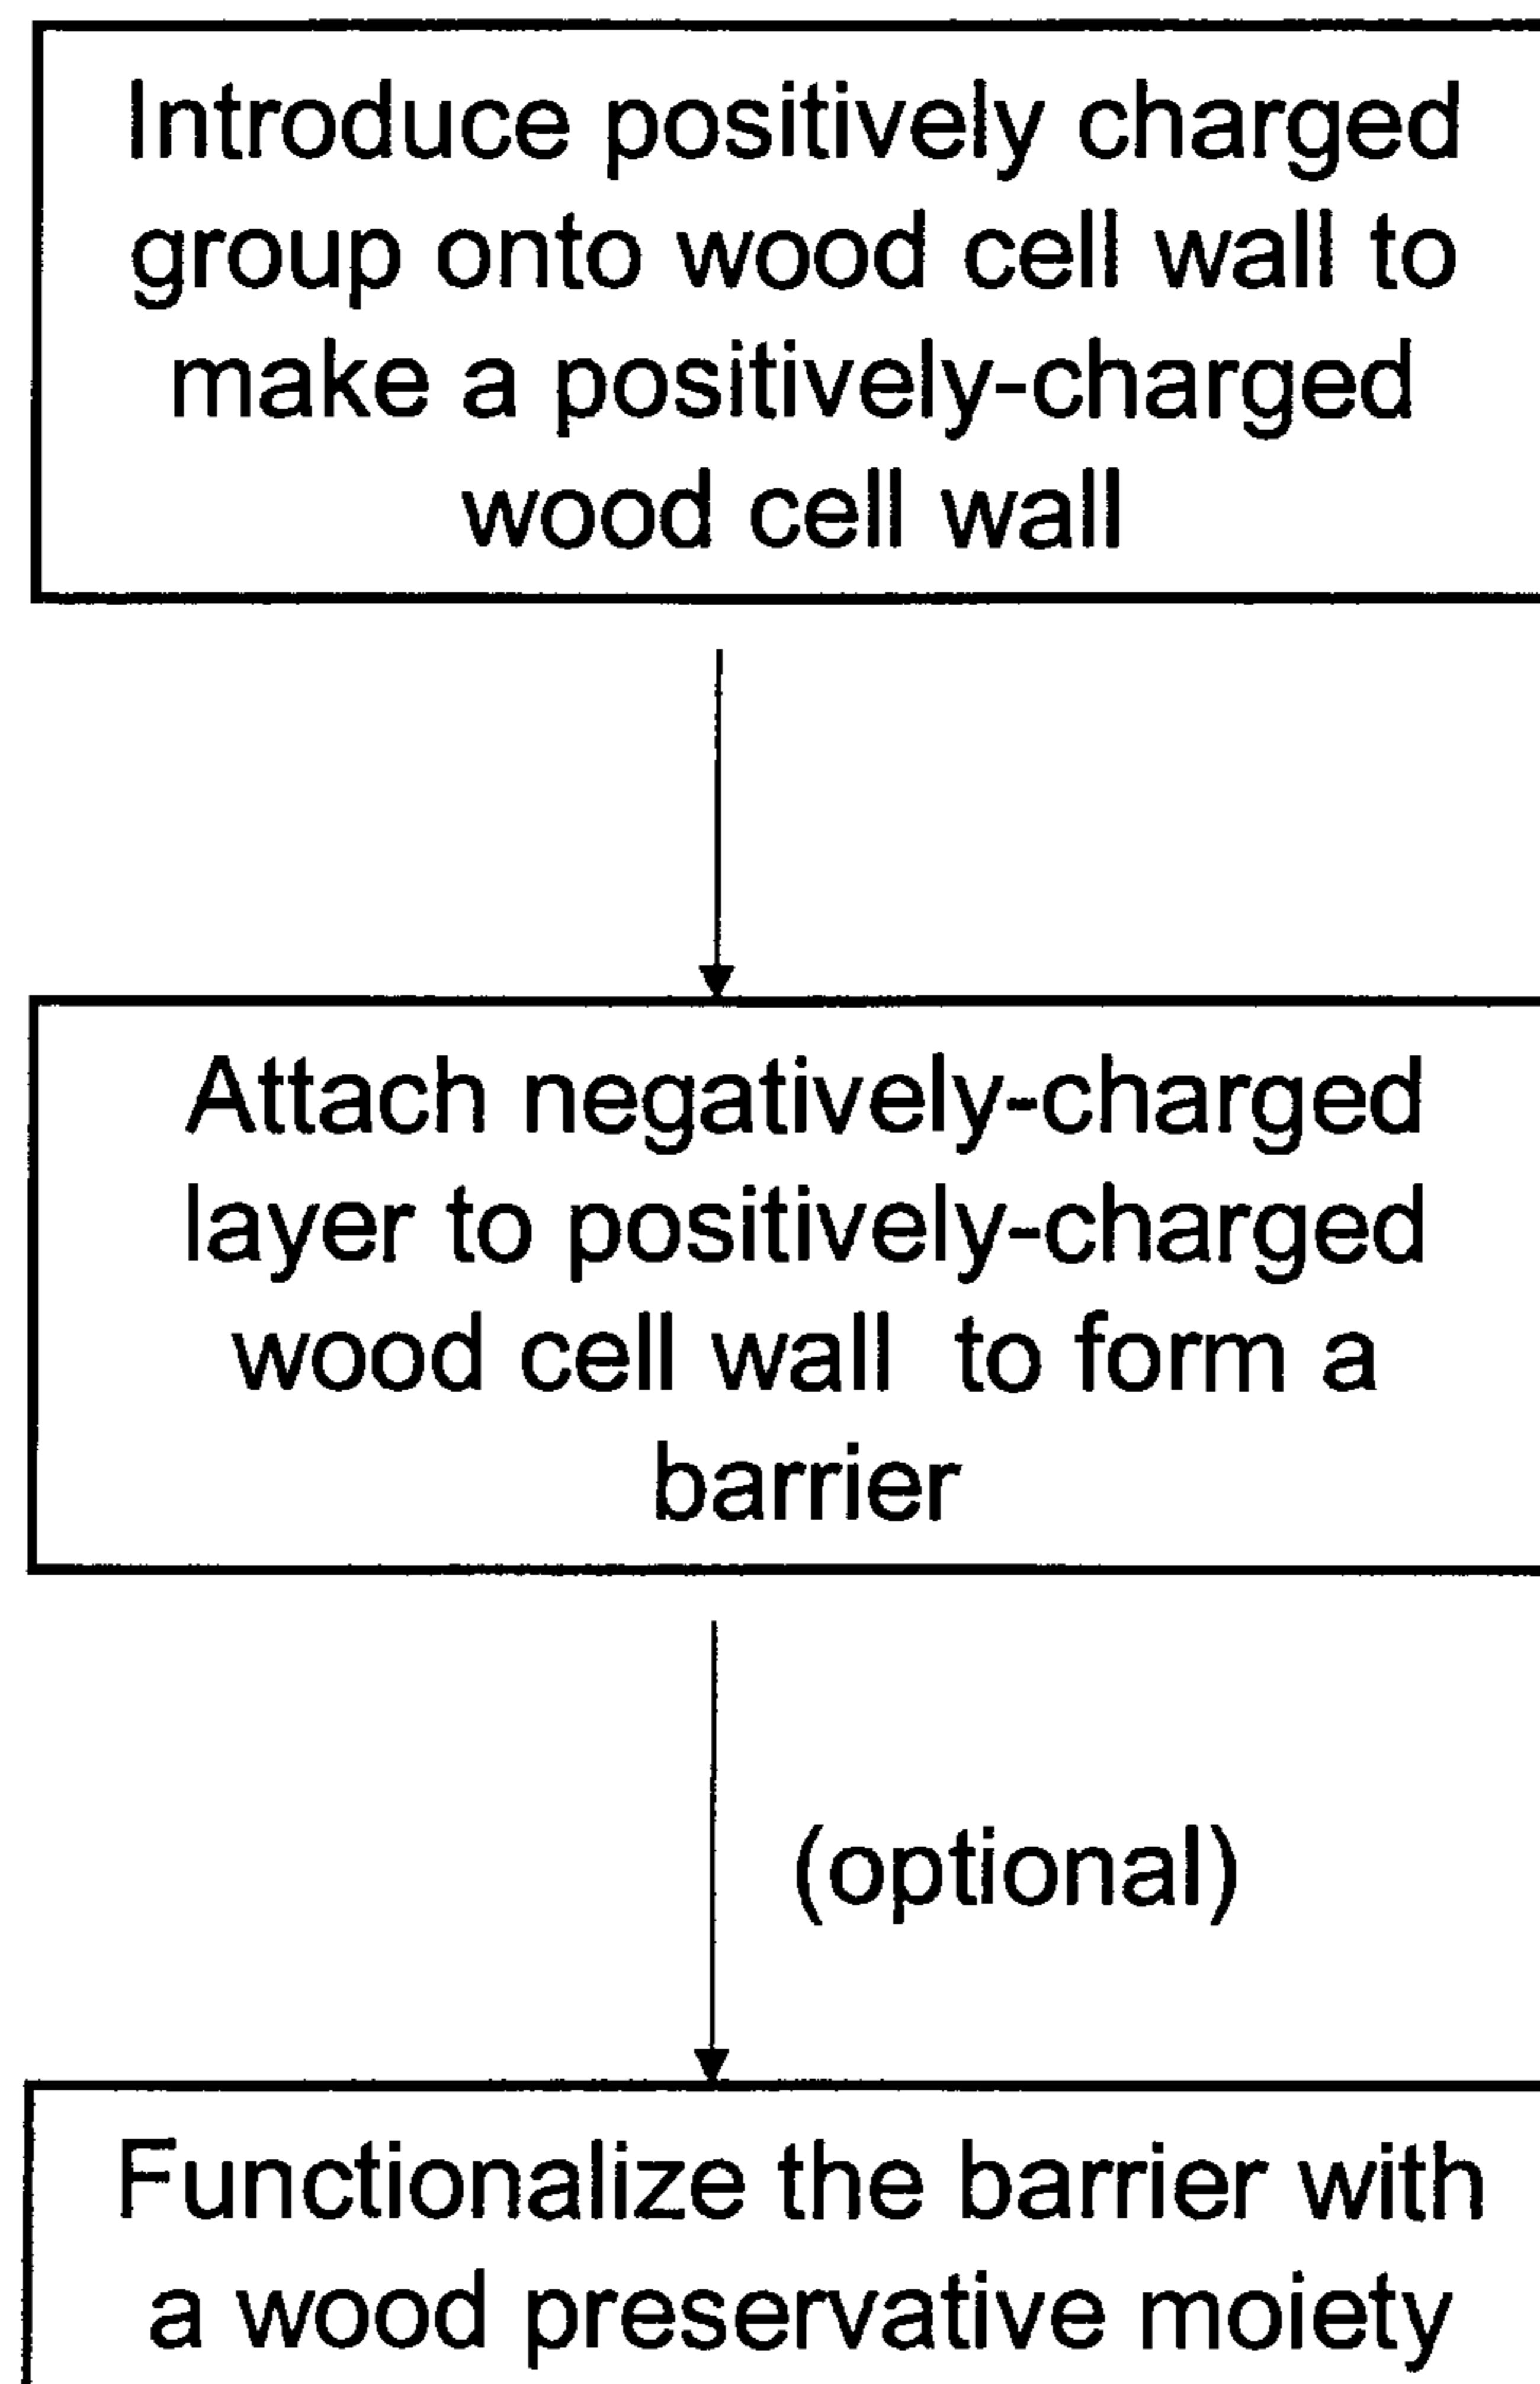 Introduce positively charged
group onto wood cell wall to
make a positively-charged
wood cell wall
Attach negatively-charged
layer to positively-charged
wood cell wall to form a
barrier
(optional)
Functionalize the barrier with
a wood preservative moiety